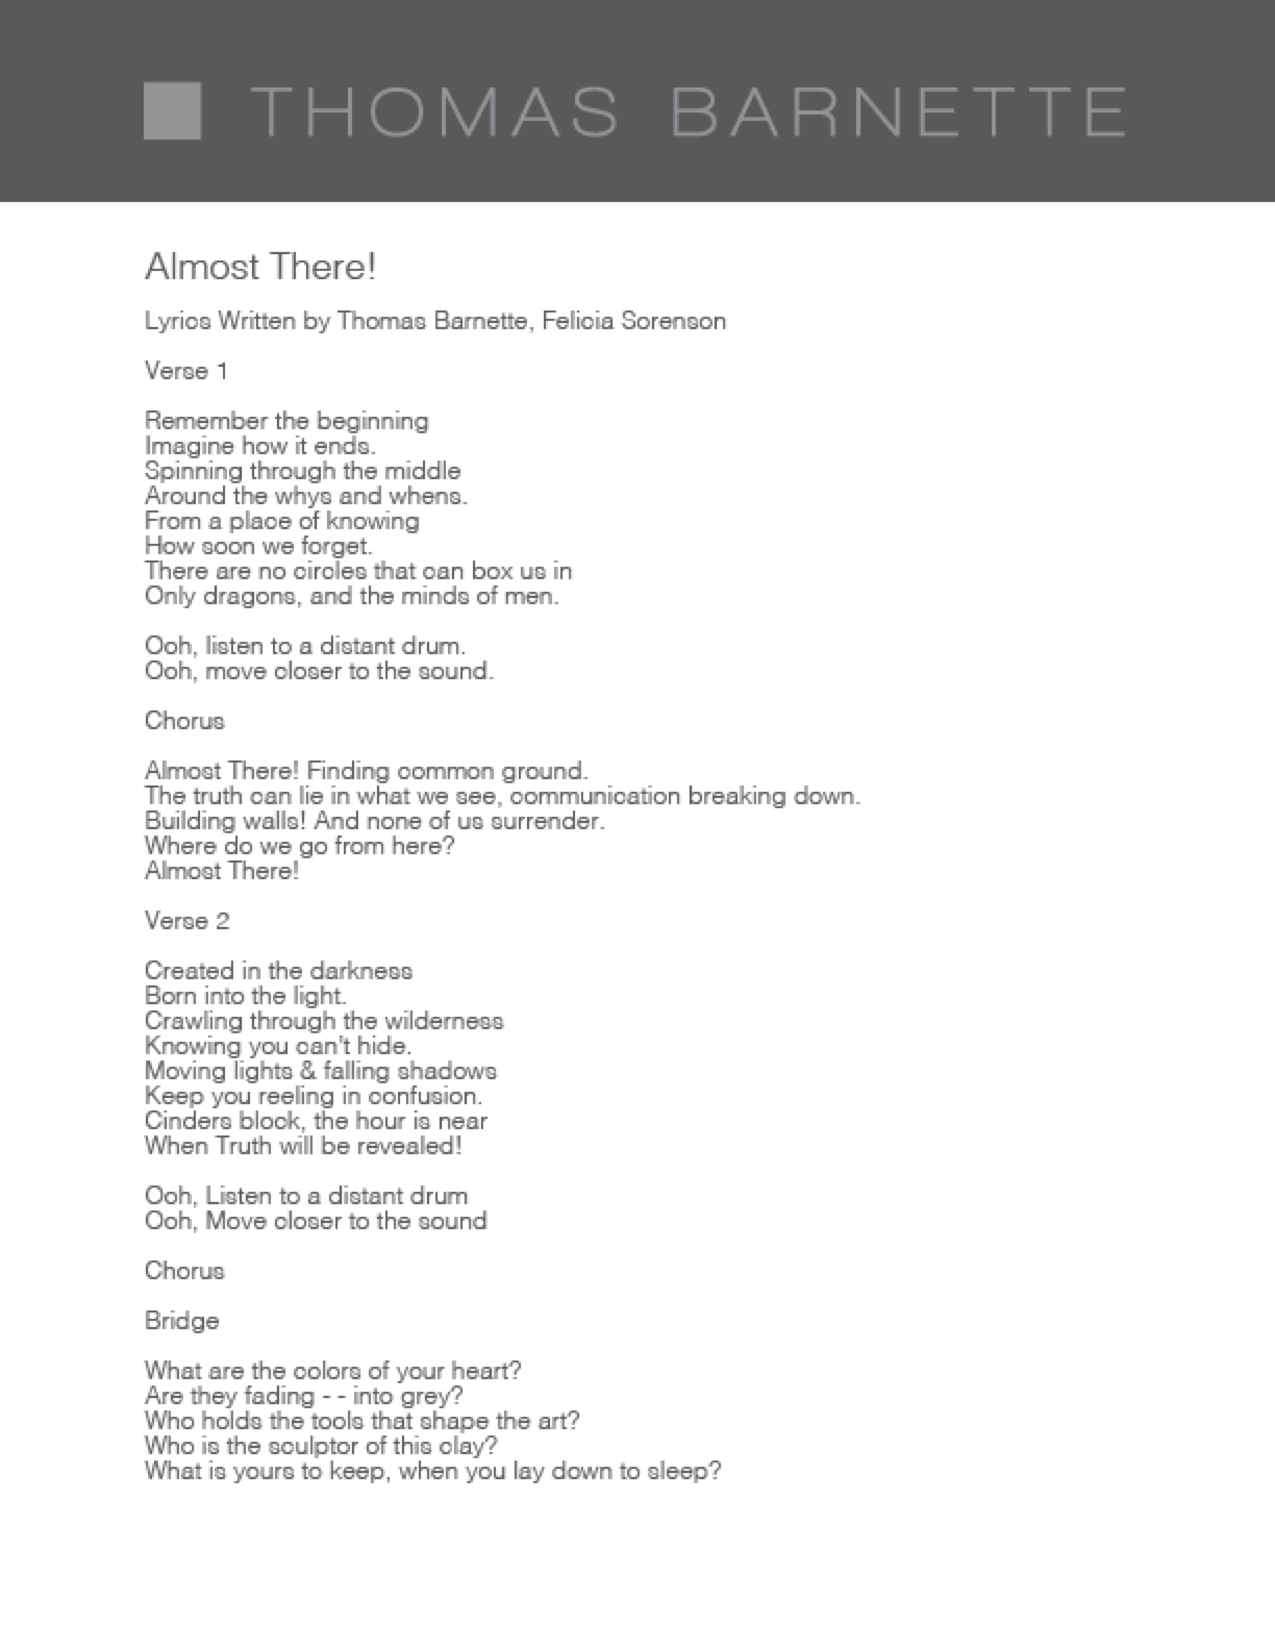 THOMAS BARNETTE
Almost There!
Lyrics Written by Thomas Barnette, Felicia Sorenson
Verse 1
Remember the beginning
Imagine how it ends.
Spinning through the middle
Around the whys and whens.
From a place of knowing
How soon we forget.
There are no circles that can box us in
Only dragons, and the minds of men.
Ooh, listen to a distant drum.
Ooh, move closer to the sound.
Chorus
Almost There! Finding common ground.
The truth can lie in what we see, communication breaking down.
Building walls! And none of us surrender.
Where do we go from here?
Almost There!
Verse 2
Created in the darkness
Born into the light.
Crawling through the wilderness
Knowing you can't hide.
Moving lights & falling shadows
Keep you reeling in confusion.
Cinders block, the hour is near
When Truth will be revealed!
Ooh, Listen to a distant drum
Ooh, Move closer to the sound
Chorus
Bridge
What are the colors of your heart?
Are they fading - - into grey?
Who holds the tools that shape the art?
Who is the sculptor of this clay?
What is yours to keep, when you lay down to sleep?